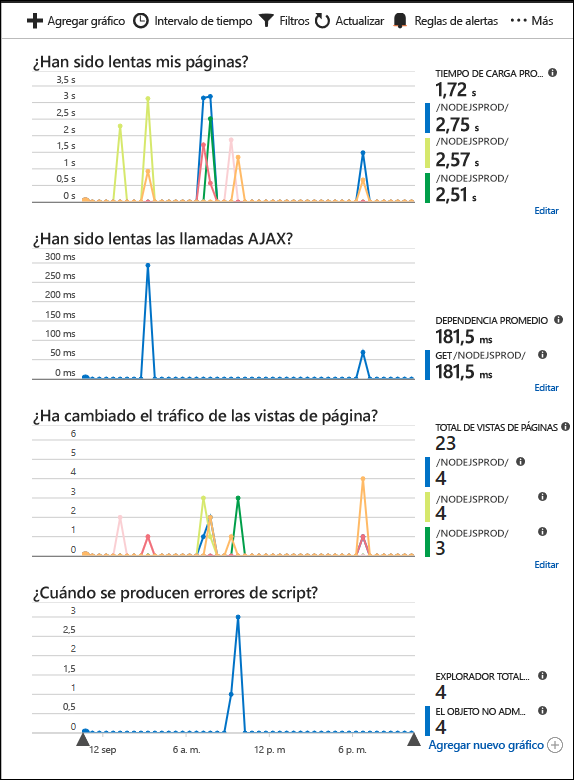 Agregar gráfico Intervalo de tiempo Filtros Actualizar Reglas de alertas Más
¿Han sido lentas mis páginas?
3,5 s
3 s
2,5 s
2 s
1,5 s
1 s
0,5 s
0 s
TIEMPO DE CARGA PRO...
1,72 s
/NODEJSPROD/
2,75 s
/NODEJSPROD/
2,57 s
/NODEJSPROD/
2,51 s
Editar
¿Han sido lentas las llamadas AJAX?
300 ms
250 ms
200 ms
150 ms
100 ms
50 ms
0 ms
DEPENDENCIA PROMEDIO
181,5 ms
GET/NODEJSPROD/
181,5 ms
Editar
¿Ha cambiado el tráfico de las vistas de página?
6
5
4
3
2
1
0
TOTAL DE VISTAS DE PÁGINAS
23
/NODEJSPROD/
4
/NODEJSPROD/
4
/NODEJSPROD/
3
Editar
¿Cuándo se producen errores de script?
3
2,5
2
1,5
1
0,5
0
EXPLORADOR TOTAL...
4
EL OBJETO NO ADM...
4
12 sep 6 a. m. 12 p. m 6 p. m.
Agregar nuevo gráfico